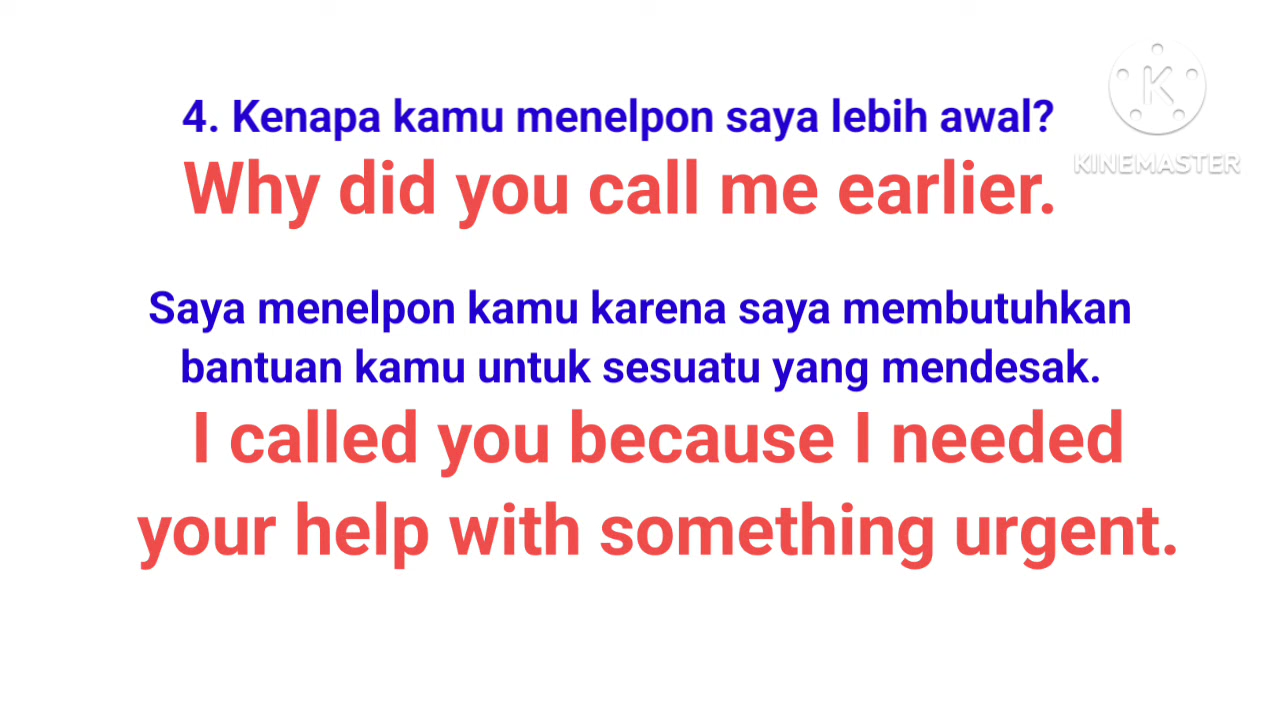 4. Kenapa kamu menelpon saya lebih awal?
Why did you call me earlier.
Saya menelpon kamu karena saya membutuhkan
bantuan kamu untuk sesuatu yang mendesak.
I called you because I needed
your help with something urgent.
K
KINEMASTER